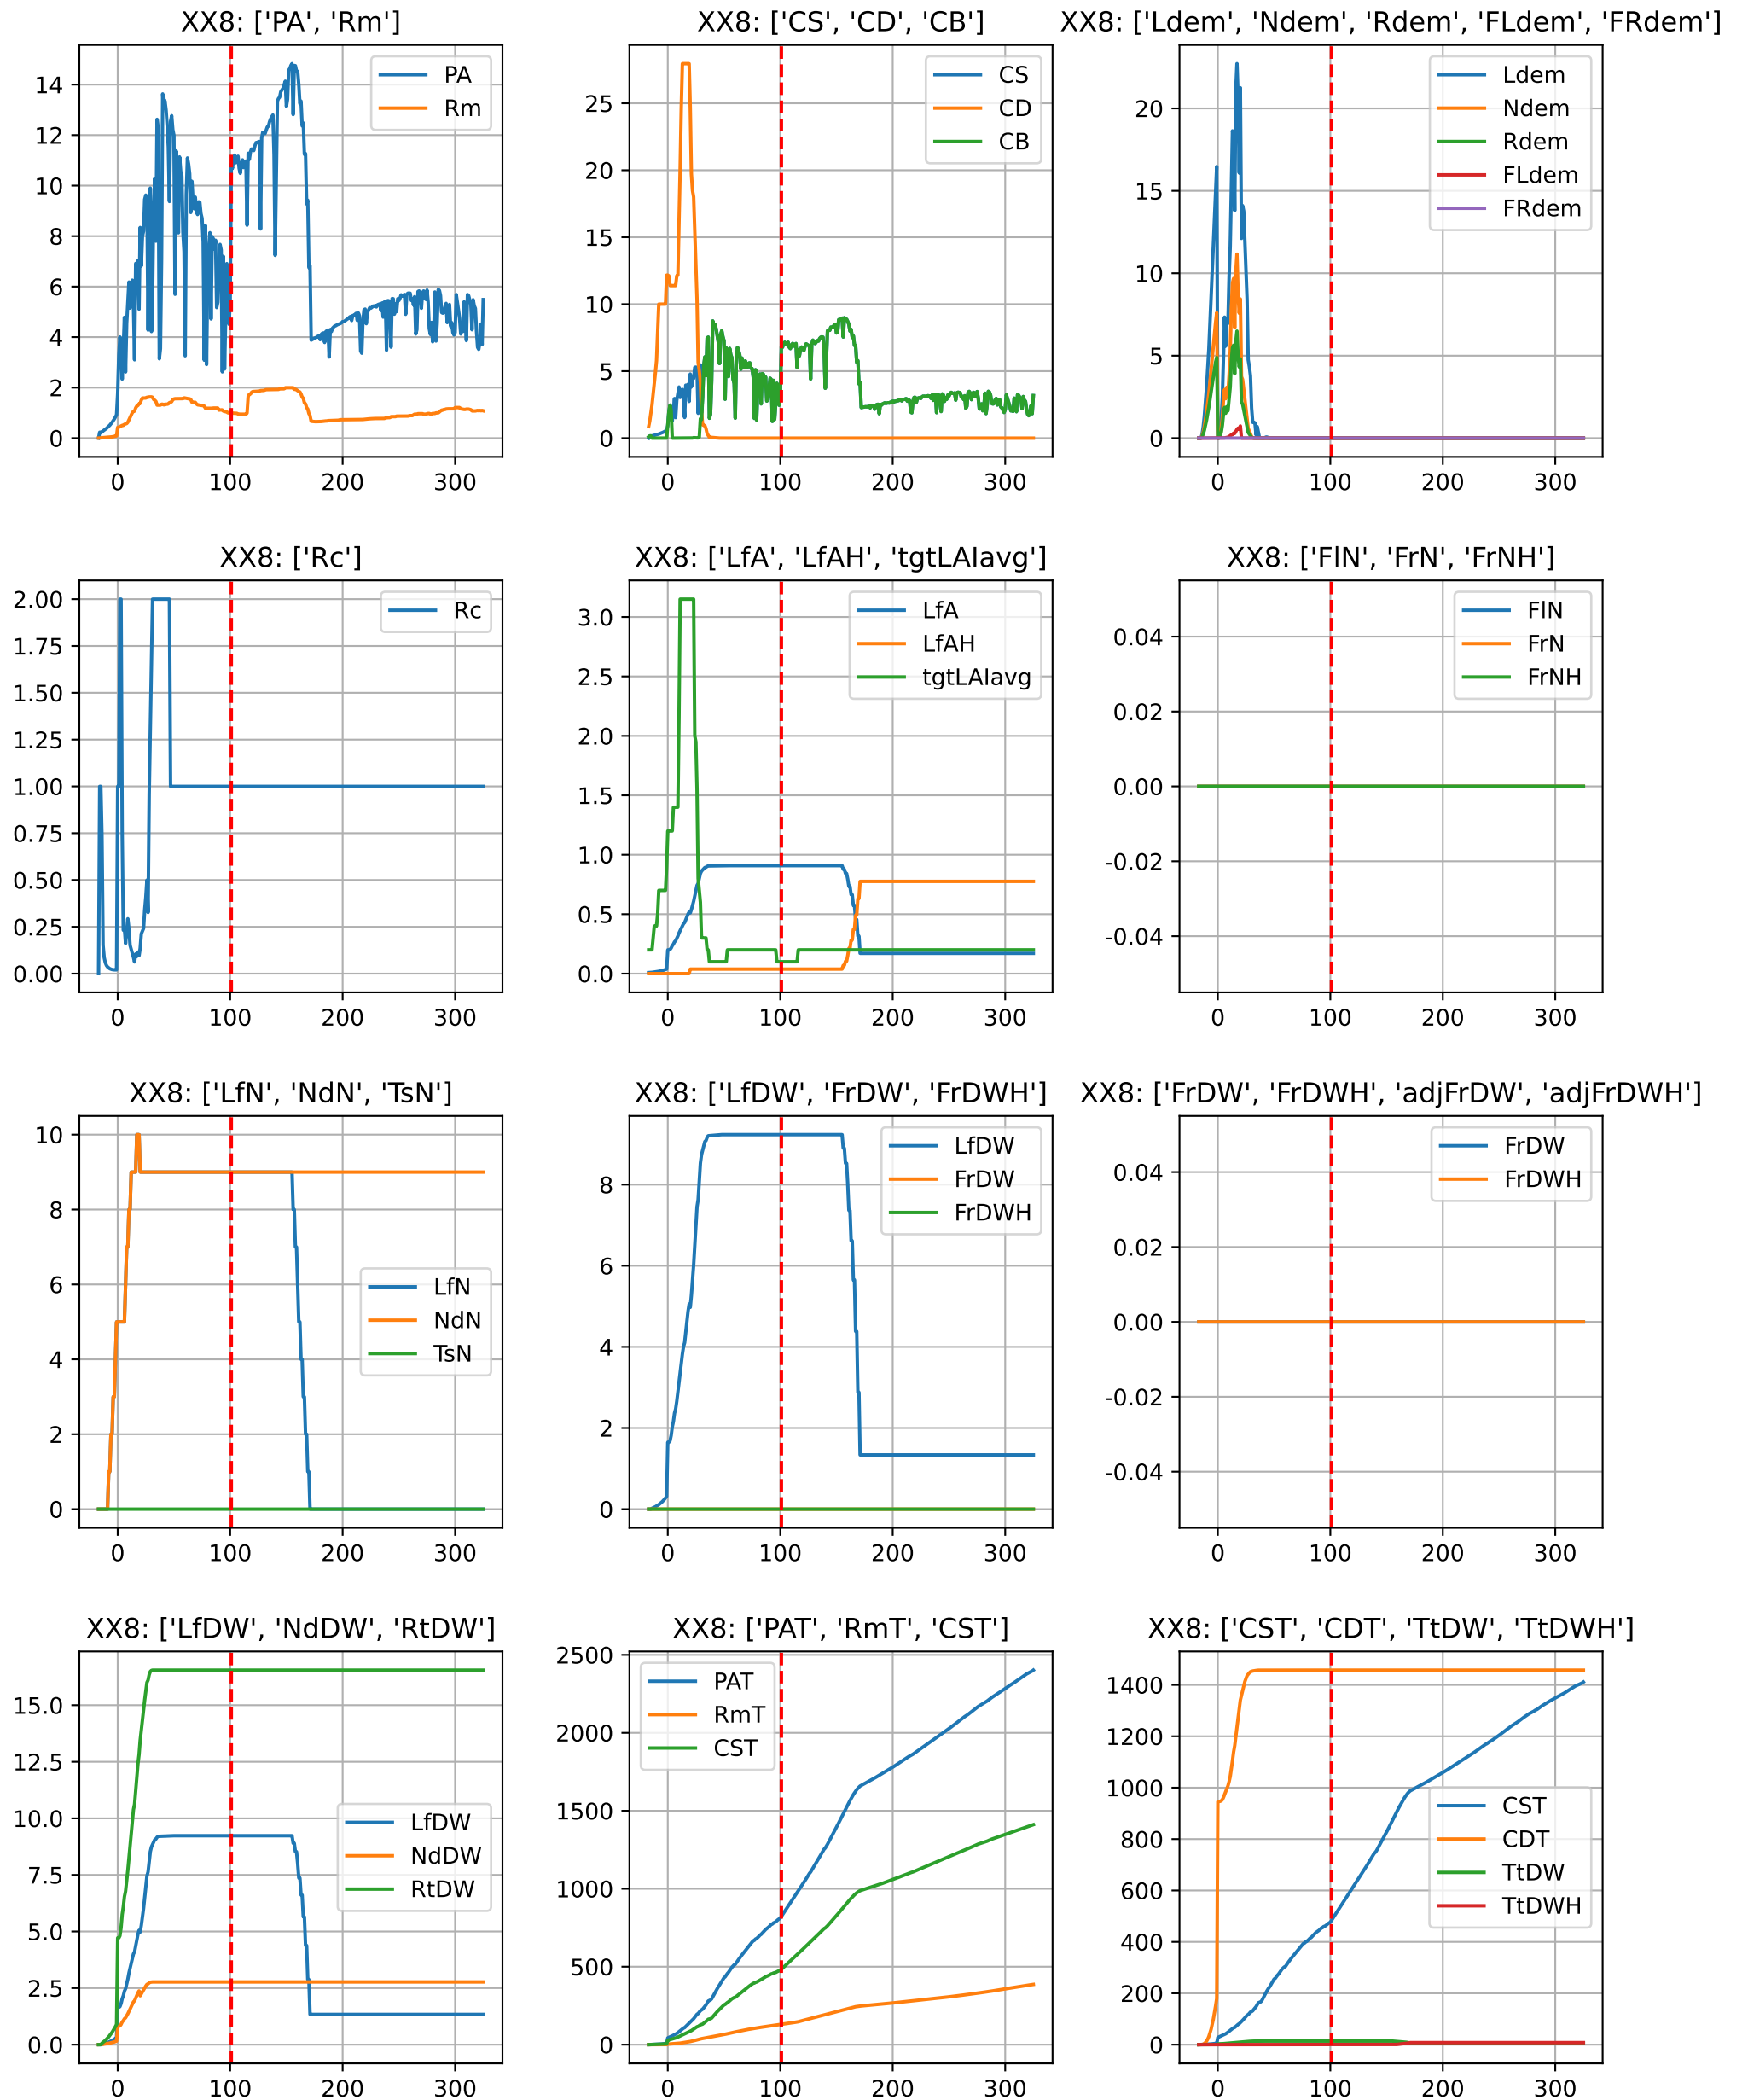 XX8: ['PA', 'Rm']
14
12
10
8
6
4
2
0
0 100 200 300
PA
Rm
XX8: ['CS', 'CD', 'CB']
25
20
15
10
5
0
0 100 200 300
CS
CD
CB
XX8: ['Ldem', 'Ndem', 'Rdem', 'FLdem', 'FRdem']
20
15
10
5
0
0 100 200 300
Ldem
Ndem
Rdem
FLdem
FRdem
XX8: ['Rc']
2.00
1.75
1.50
1.25
1.00
0.75
0.50
0.25
0.00
0 100 200 300
Rc
XX8: ['LfA', 'LfAH', 'tgtLAIavg']
3.0
2.5
2.0
1.5
1.0
0.5
0.0
0 100 200 300
LfA
LfAH
tgtLAIavg
XX8: ['FlN', 'FrN', 'FrNH']
0.04
0.02
0.00
-0.02
-0.04
0 100 200 300
FlN
FrN
FrNH
XX8: ['LfN', 'NdN', 'TsN']
10
8
6
4
2
0
0 100 200 300
LfN
NdN
TsN
XX8: ['LfDW', 'FrDW', 'FrDWH']
8
6
4
2
0
0 100 200 300
LfDW
FrDW
FrDWH
XX8: ['FrDW', 'FrDWH', 'adjFrDW', 'adjFrDWH']
0.04
0.02
0.00
-0.02
-0.04
0 100 200 300
FrDW
FrDWH
XX8: ['LfDW', 'NdDW', 'RtDW']
15.0
12.5
10.0
7.5
5.0
2.5
0.0
0 100 200 300
LfDW
NdDW
RtDW
XX8: ['PAT', 'RmT', 'CST']
2500
2000
1500
1000
500
0
0 100 200 300
PAT
RmT
CST
XX8: ['CST', 'CDT', 'TtDW', 'TtDWH']
1400
1200
1000
800
600
400
200
0
0 100 200 300
CST
CDT
TtDW
TtDWH